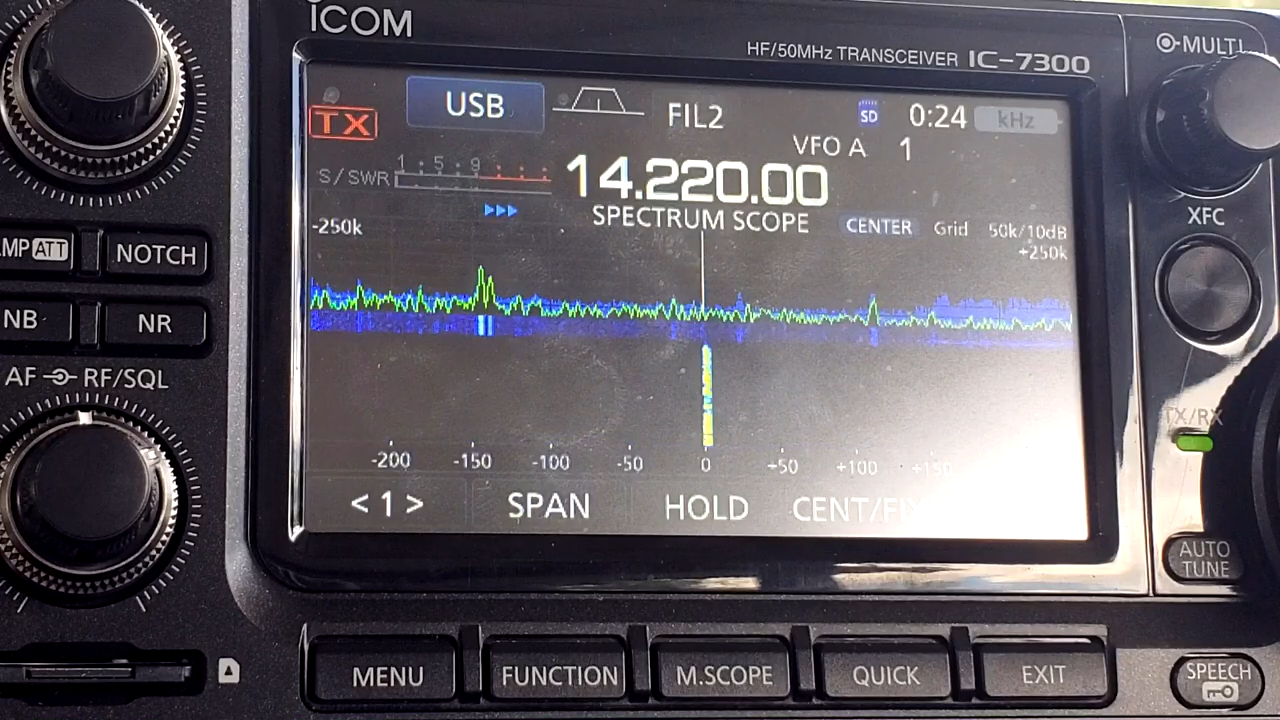 ICOM
HF/50MHz TRANSCEIVER IC-7300
MULTI
TX USB FIL2 SD 0:24 kHz
VFO A 1
S/SWR 1 5 9 14.220.00
SPECTRUM SCOPE CENTER Grid 50k/10dB
-250k +250k
XFC
AMP ATT NOTCH
NB NR
AF RF/SQL
TX/RX
-200 -150 -100 -50 0 +50 +100 +150
< 1 > SPAN HOLD CENT/FIX
AUTO
TUNE
MENU FUNCTION M.SCOPE QUICK EXIT
SPEECH